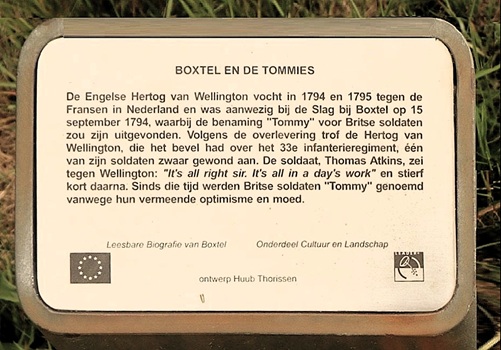 BOXTEL EN DE TOMMIES
De Engelse Hertog van Wellington vocht in 1794 en 1795 tegen de
Fransen in Nederland en was aanwezig bij de Slag bij Boxtel op 15
september 1794, waarbij de benaming "Tommy" voor Britse soldaten
zou zijn uitgevonden. Volgens de overlevering trof de Hertog van
Wellington, die het bevel had over het 33e infanterieregiment, één
van zijn soldaten zwaar gewond aan. De soldaat, Thomas Atkins, zei
tegen Wellington: "It's all right sir. It's all in a day's work" en stierf
kort daarna. Sinds die tijd werden Britse soldaten "Tommy" genoemd
vanwege hun vermeende optimisme en moed.
Leesbare Biografie van Boxtel Onderdeel Cultuur en Landschap
ontwerp Huub Thorissen